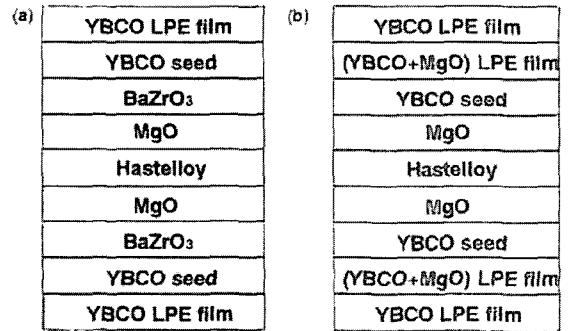 (a)
YBCO LPE film
YBCO seed
BaZrO₃
MgO
Hastelloy
MgO
BaZrO₃
YBCO seed
YBCO LPE film
(b)
YBCO LPE film
(YBCO+MgO) LPE film
YBCO seed
MgO
Hastelloy
MgO
YBCO seed
(YBCO+MgO) LPE film
YBCO LPE film